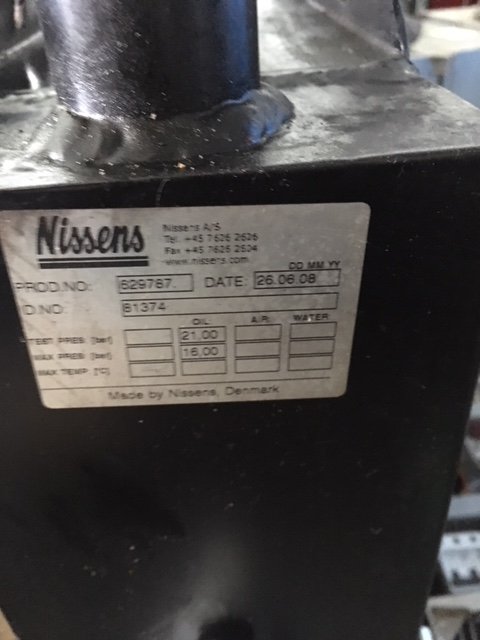 Nissens
Nissens A/S
Tel. +45 7626 2626
Fax +45 7626 2604
www.nissens.com
DD MM YY
PROD.NO: 629767. DATE: 26.06.08
D.NO: 81374
OIL AIR WATER
TEST PRES. [bar] 21,00
MAX PRES. [bar] 16,00
MAX TEMP. [°C]
Made by Nissens, Denmark